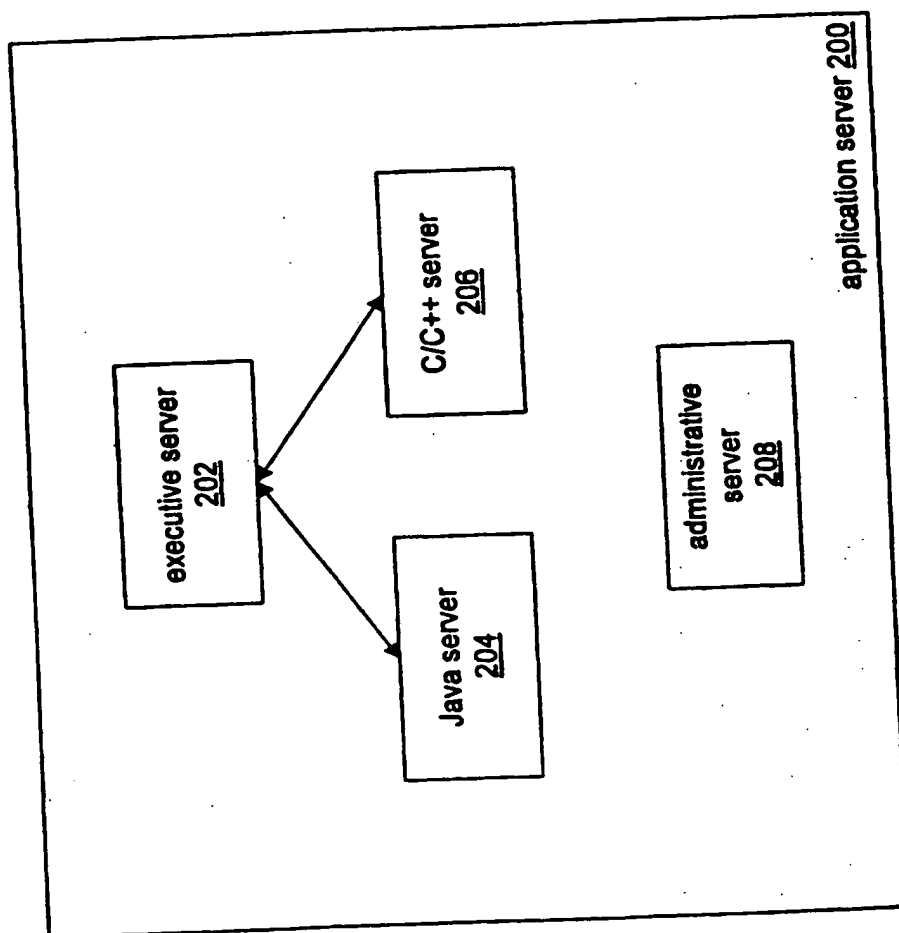 executive server
202
Java server
204
C/C++ server
206
administrative
server
208
application server 200